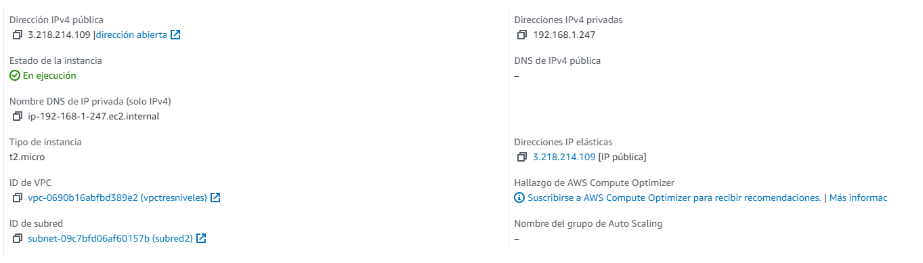 Dirección IPv4 pública
3.218.214.109 |dirección abierta
Estado de la instancia
En ejecución
Nombre DNS de IP privada (solo IPv4)
ip-192-168-1-247.ec2.internal
Tipo de instancia
t2.micro
ID de VPC
vpc-0690b16abfbd389e2 (vpctresniveles)
ID de subred
subnet-09c7bfd06af60157b (subred2)
Direcciones IPv4 privadas
192.168.1.247
DNS de IPv4 pública
–
Direcciones IP elásticas
3.218.214.109 [IP pública]
Hallazgo de AWS Compute Optimizer
Suscribirse a AWS Compute Optimizer para recibir recomendaciones. | Más informac
Nombre del grupo de Auto Scaling
–